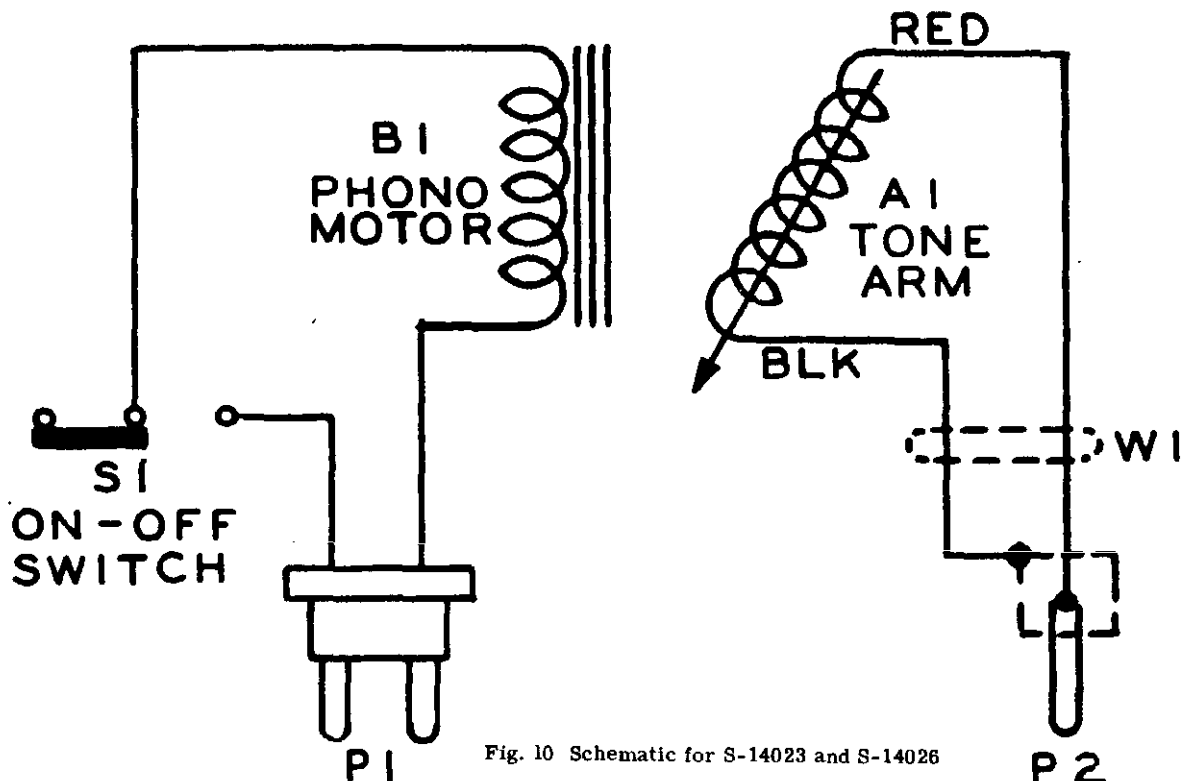 RED
B1
PHONO
MOTOR
A1
TONE
ARM
BLK
W1
S1
ON-OFF
SWITCH
P1
Fig. 10 Schematic for S-14023 and S-14026
P2